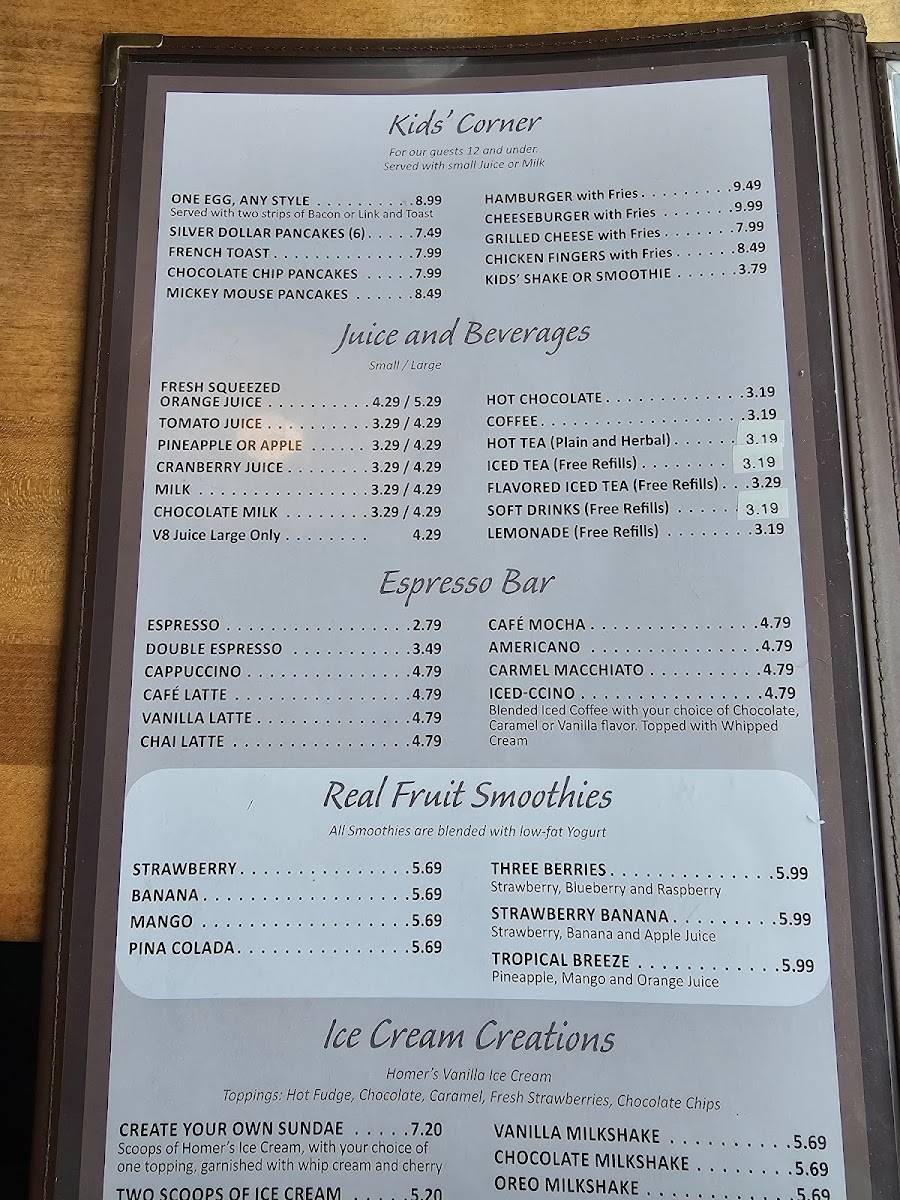 Kids' Corner
For our guests 12 and under.
Served with small Juice or Milk
ONE EGG, ANY STYLE . . . . . . . . . .8.99
Served with two strips of Bacon or Link and Toast
SILVER DOLLAR PANCAKES (6). . . . .7.49
FRENCH TOAST . . . . . . . . . . . . . . .7.99
CHOCOLATE CHIP PANCAKES . . . . .7.99
MICKEY MOUSE PANCAKES . . . . . .8.49
HAMBURGER with Fries. . . . . . . . .9.49
CHEESEBURGER with Fries . . . . . . .9.99
GRILLED CHEESE with Fries. . . . . . .7.99
CHICKEN FINGERS with Fries. . . . . .8.49
KIDS' SHAKE OR SMOOTHIE . . . . . .3.79
Juice and Beverages
Small / Large
FRESH SQUEEZED
ORANGE JUICE . . . . . . . . . . 4.29 / 5.29
TOMATO JUICE . . . . . . . . . . 3.29 / 4.29
PINEAPPLE OR APPLE . . . . . . 3.29 / 4.29
CRANBERRY JUICE. . . . . . . . 3.29 / 4.29
MILK . . . . . . . . . . . . . . . . .3.29 / 4.29
CHOCOLATE MILK . . . . . . . .3.29 / 4.29
V8 Juice Large Only . . . . . . . . 4.29
HOT CHOCOLATE. . . . . . . . . . . . .3.19
COFFEE. . . . . . . . . . . . . . . . . . .3.19
HOT TEA (Plain and Herbal). . . . . . 3.19
ICED TEA (Free Refills) . . . . . . . . 3.19
FLAVORED ICED TEA (Free Refills) . . .3.29
SOFT DRINKS (Free Refills) . . . . . . 3.19
LEMONADE (Free Refills) . . . . . . . .3.19
Espresso Bar
ESPRESSO . . . . . . . . . . . . . . . . .2.79
DOUBLE ESPRESSO . . . . . . . . . . .3.49
CAPPUCCINO . . . . . . . . . . . . . . .4.79
CAFÉ LATTE . . . . . . . . . . . . . . . .4.79
VANILLA LATTE . . . . . . . . . . . . . .4.79
CHAI LATTE . . . . . . . . . . . . . . . .4.79
CAFÉ MOCHA . . . . . . . . . . . . . . .4.79
AMERICANO . . . . . . . . . . . . . . .4.79
CARMEL MACCHIATO . . . . . . . . . .4.79
ICED-CCINO . . . . . . . . . . . . . . . .4.79
Blended Iced Coffee with your choice of Chocolate,
Caramel or Vanilla flavor. Topped with Whipped
Cream
Real Fruit Smoothies
All Smoothies are blended with low-fat Yogurt
STRAWBERRY. . . . . . . . . . . . . . .5.69
BANANA . . . . . . . . . . . . . . . . . .5.69
MANGO . . . . . . . . . . . . . . . . . .5.69
PINA COLADA. . . . . . . . . . . . . . .5.69
THREE BERRIES. . . . . . . . . . . . . .5.99
Strawberry, Blueberry and Raspberry
STRAWBERRY BANANA. . . . . . . . .5.99
Strawberry, Banana and Apple Juice
TROPICAL BREEZE . . . . . . . . . . . .5.99
Pineapple, Mango and Orange Juice
Ice Cream Creations
Homer's Vanilla Ice Cream
Toppings: Hot Fudge, Chocolate, Caramel, Fresh Strawberries, Chocolate Chips
CREATE YOUR OWN SUNDAE . . . . .7.20
Scoops of Homer's Ice Cream, with your choice of
one topping, garnished with whip cream and cherry
TWO SCOOPS OF ICE CREAM . . . . .5.20
VANILLA MILKSHAKE . . . . . . . . . .5.69
CHOCOLATE MILKSHAKE . . . . . . . .5.69
OREO MILKSHAKE . . . . . . . . . . . .5.69